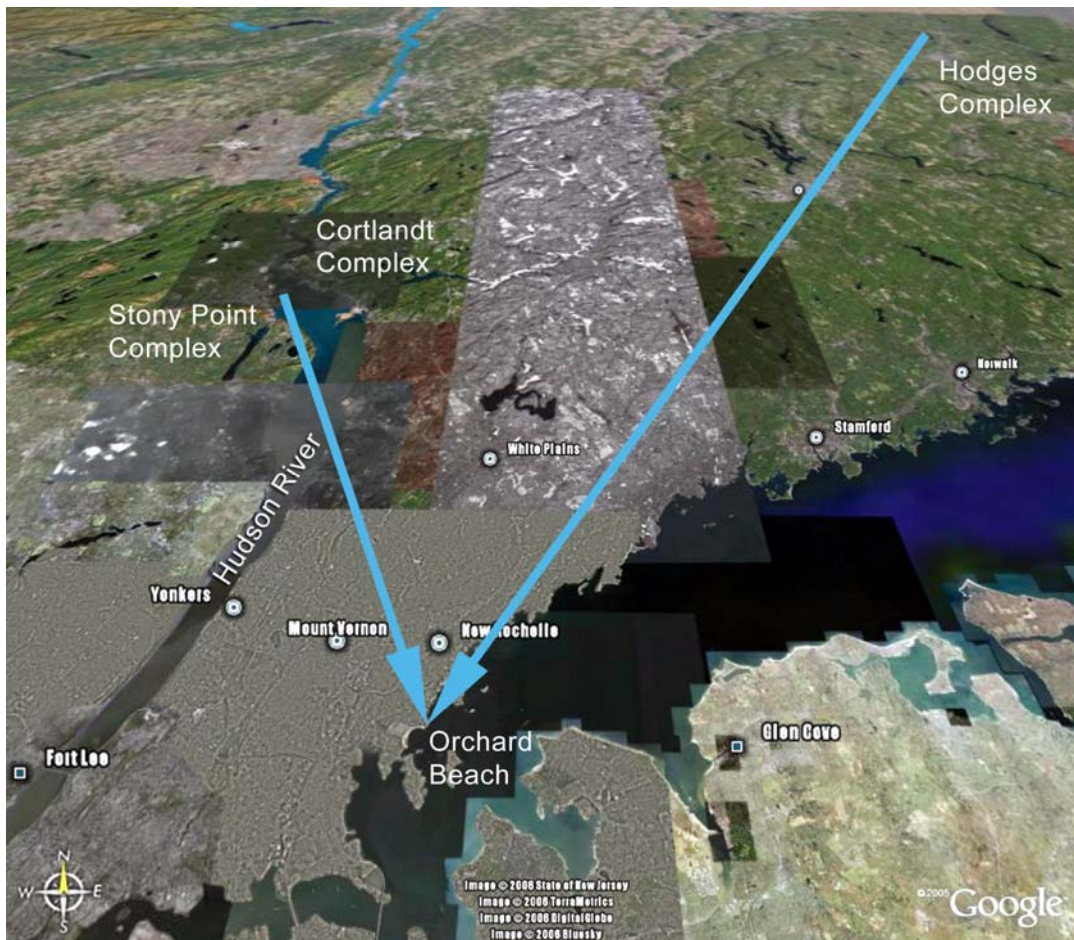 Hodges
Complex
Cortlandt
Complex
Stony Point
Complex
Norwalk
Stamford
White Plains
Hudson River
Yonkers
Mount Vernon
New Rochelle
Orchard
Beach
Glen Cove
Fort Lee
N
W E
S
Image © 2006 State of New Jersey
Image © 2006 TerraMetrics
Image © 2006 DigitalGlobe
Image © 2006 Bluesky
©2005 Google